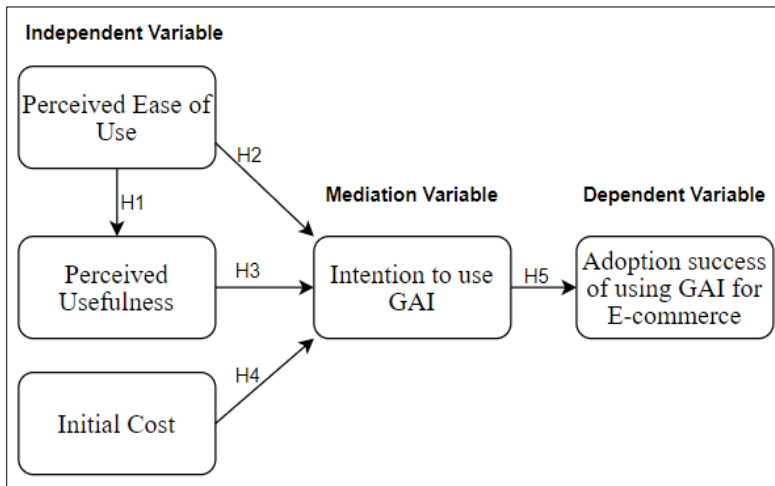 Independent Variable
Perceived Ease of
Use
H2
H1
Mediation Variable
Dependent Variable
Perceived
Usefulness
H3
Intention to use
GAI
H5
Adoption success
of using GAI for
E-commerce
H4
Initial Cost